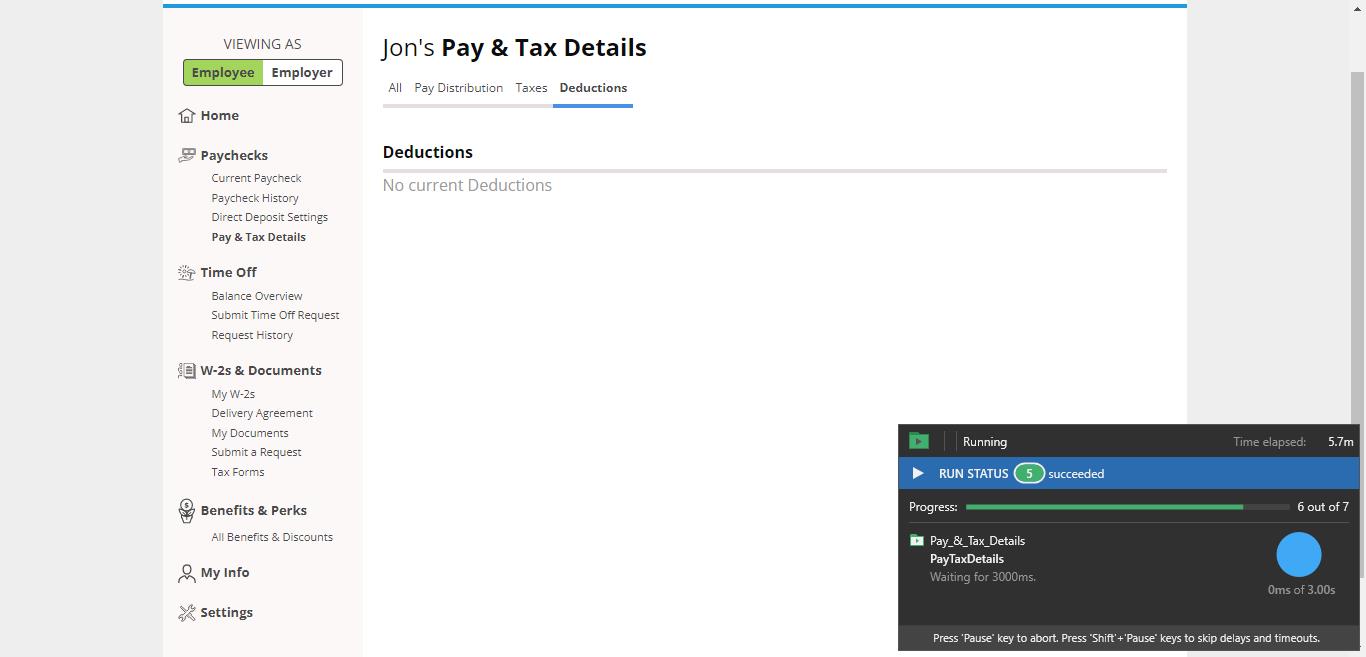 VIEWING AS
Employee Employer
Home
Paychecks
Current Paycheck
Paycheck History
Direct Deposit Settings
Pay & Tax Details
Time Off
Balance Overview
Submit Time Off Request
Request History
W-2s & Documents
My W-2s
Delivery Agreement
My Documents
Submit a Request
Tax Forms
Benefits & Perks
All Benefits & Discounts
My Info
Settings
Jon's Pay & Tax Details
All Pay Distribution Taxes Deductions
Deductions
No current Deductions
Running Time elapsed: 5.7m
RUN STATUS 5 succeeded
Progress: 6 out of 7
Pay_&_Tax_Details
PayTaxDetails
Waiting for 3000ms.
0ms of 3.00s
Press 'Pause' key to abort. Press 'Shift'+'Pause' keys to skip delays and timeouts.